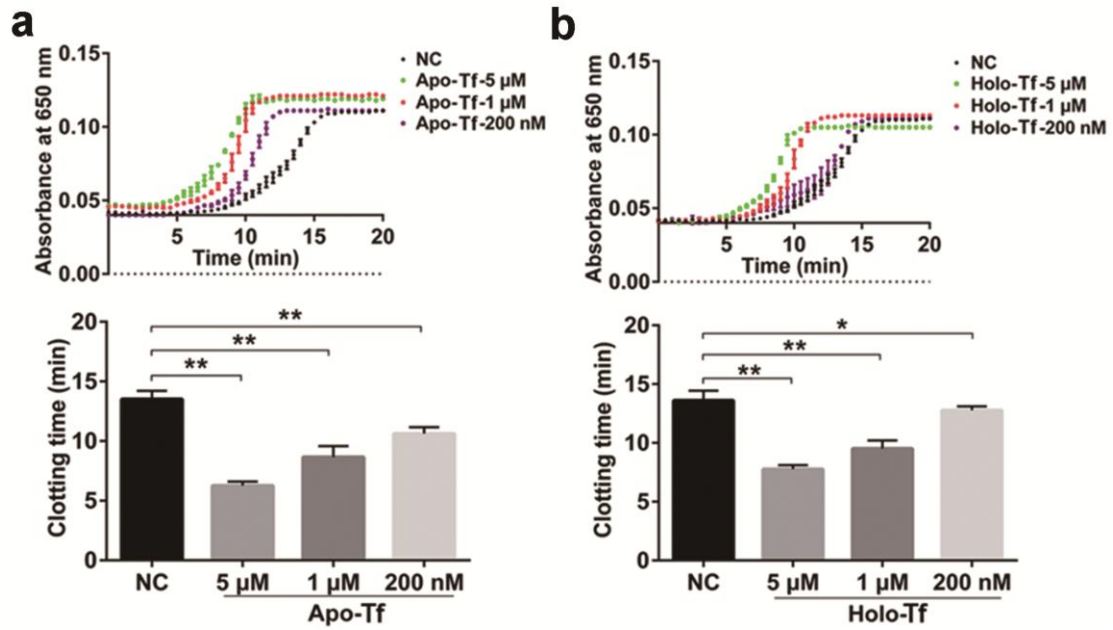 a
Absorbance at 650 nm
0.15
0.10
0.05
0.00
5 10 15 20
Time (min)
NC
Apo-Tf-5 μM
Apo-Tf-1 μM
Apo-Tf-200 nM
b
Absorbance at 650 nm
0.15
0.10
0.05
0.00
5 10 15 20
Time (min)
NC
Holo-Tf-5 μM
Holo-Tf-1 μM
Holo-Tf-200 nM
Clotting time (min)
20
15
10
5
0
**
**
**
NC 5 μM 1 μM 200 nM
Apo-Tf
Clotting time (min)
20
15
10
5
0
*
**
**
NC 5 μM 1 μM 200 nM
Holo-Tf